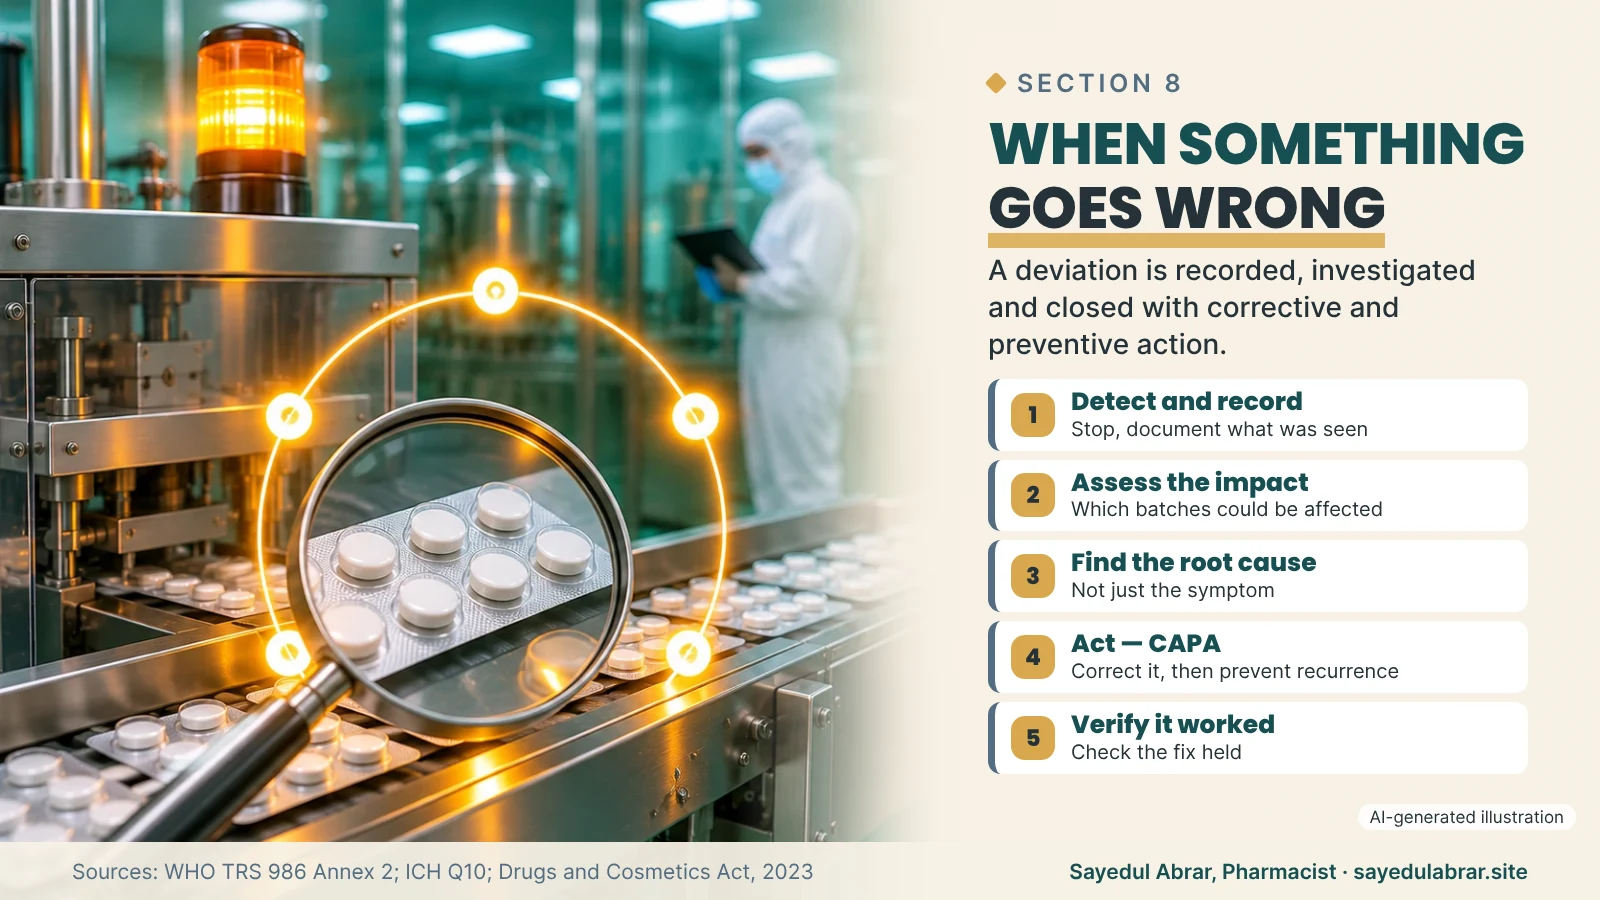 SECTION 8
WHEN SOMETHING
GOES WRONG
A deviation is recorded, investigated
and closed with corrective and
preventive action.
1
Detect and record
Stop, document what was seen
2
Assess the impact
Which batches could be affected
3
Find the root cause
Not just the symptom
4
Act — CAPA
Correct it, then prevent recurrence
5
Verify it worked
Check the fix held
AI-generated illustration
Sources: WHO TRS 986 Annex 2; ICH Q10; Drugs and Cosmetics Act, 2023
Sayedul Abrar, Pharmacist · sayedulabrar.site